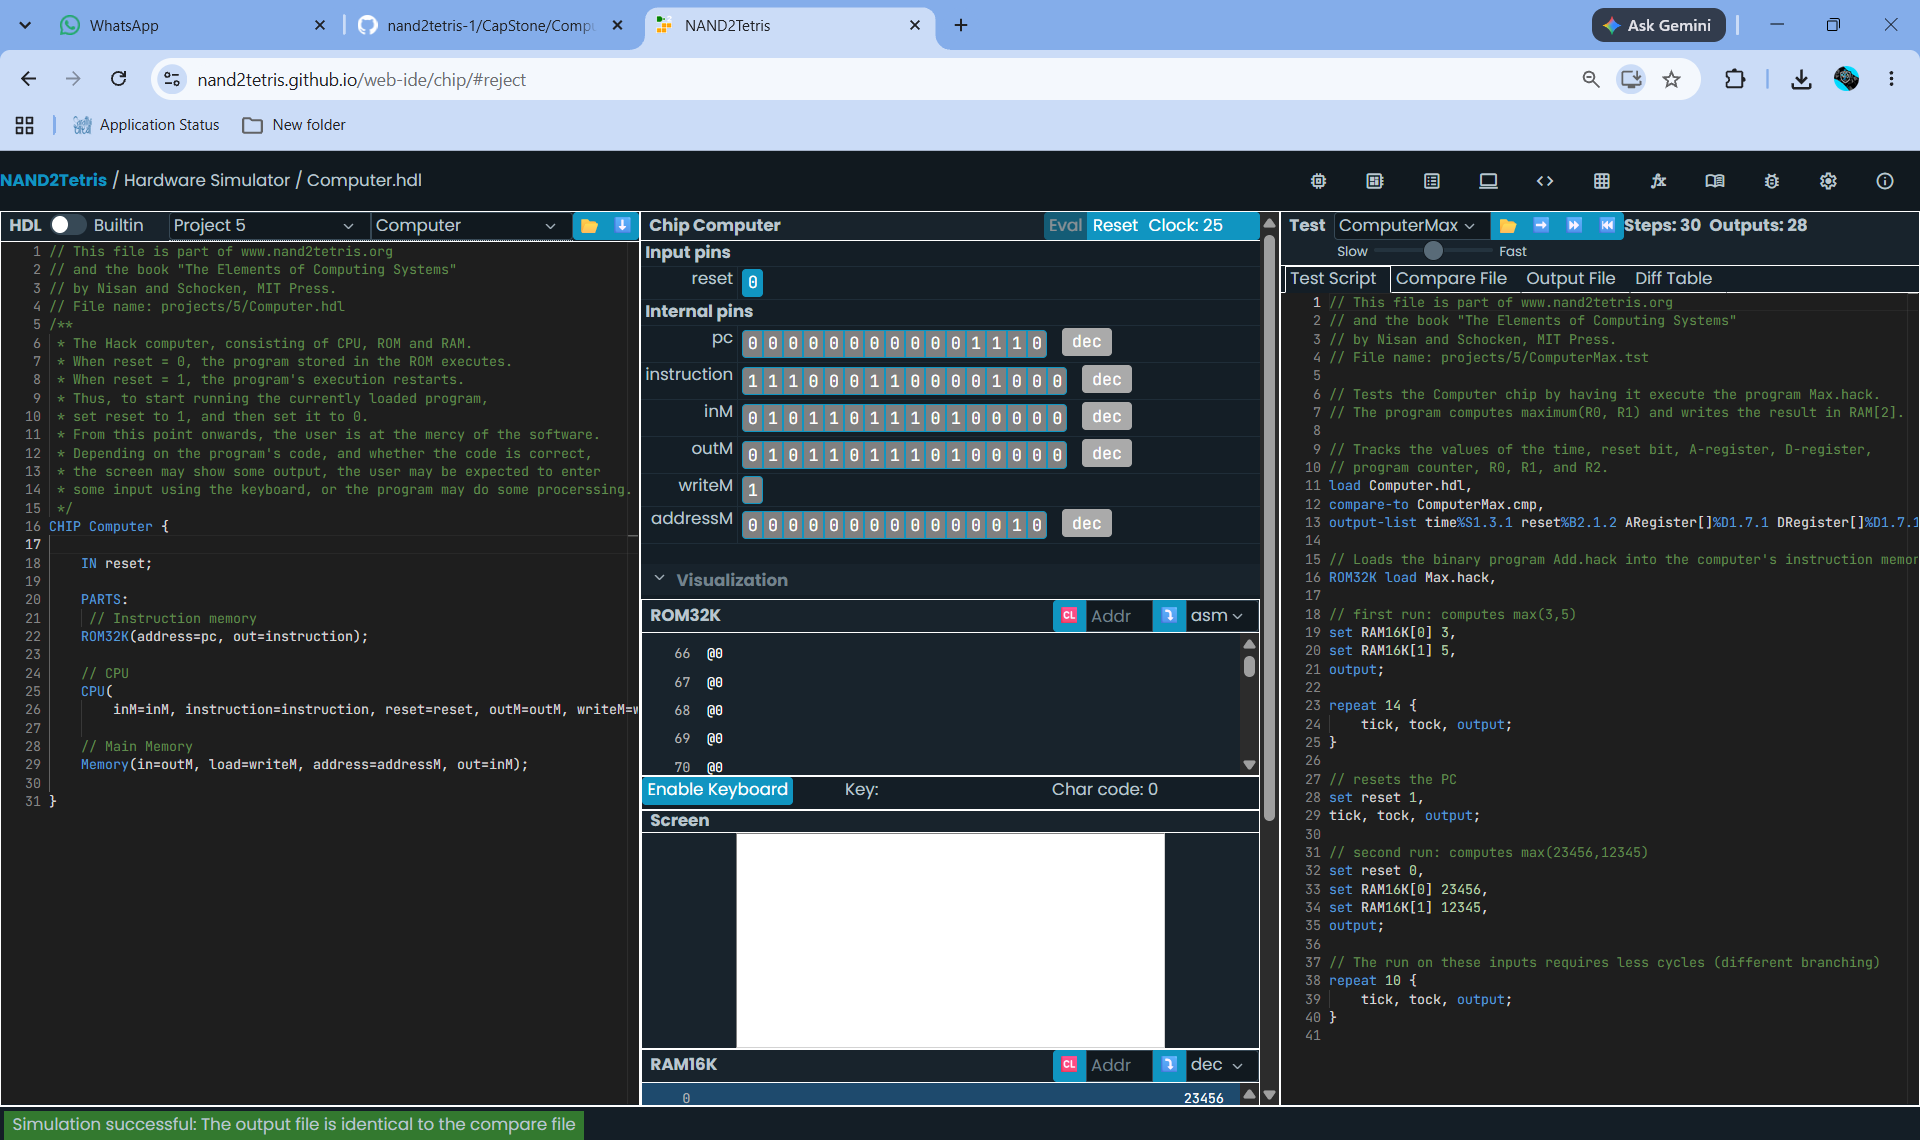 WhatsApp
nand2tetris-1/CapStone/Comp
NAND2Tetris
Ask Gemini
nand2tetris.github.io/web-ide/chip/#reject
Application Status
New folder
NAND2Tetris / Hardware Simulator / Computer.hdl
HDL Builtin Project 5 Computer
1 // This file is part of www.nand2tetris.org
2 // and the book "The Elements of Computing Systems"
3 // by Nisan and Schocken, MIT Press.
4 // File name: projects/5/Computer.hdl
5 /**
6 * The Hack computer, consisting of CPU, ROM and RAM.
7 * When reset = 0, the program stored in the ROM executes.
8 * When reset = 1, the program's execution restarts.
9 * Thus, to start running the currently loaded program,
10 * set reset to 1, and then set it to 0.
11 * From this point onwards, the user is at the mercy of the software.
12 * Depending on the program's code, and whether the code is correct,
13 * the screen may show some output, the user may be expected to enter
14 * some input using the keyboard, or the program may do some procerssing.
15 */
16 CHIP Computer {
17
18 IN reset;
19
20 PARTS:
21 // Instruction memory
22 ROM32K(address=pc, out=instruction);
23
24 // CPU
25 CPU(
26 inM=inM, instruction=instruction, reset=reset, outM=outM, writeM=w
27
28 // Main Memory
29 Memory(in=outM, load=writeM, address=addressM, out=inM);
30
31 }
Chip Computer Eval Reset Clock: 25
Input pins
reset 0
Internal pins
pc 0 0 0 0 0 0 0 0 0 0 0 1 1 1 0 dec
instruction 1 1 1 0 0 0 1 1 0 0 0 0 1 0 0 0 dec
inM 0 1 0 1 1 0 1 1 1 0 1 0 0 0 0 0 dec
outM 0 1 0 1 1 0 1 1 1 0 1 0 0 0 0 0 dec
writeM 1
addressM 0 0 0 0 0 0 0 0 0 0 0 0 0 1 0 dec
Visualization
ROM32K CL Addr asm
66 @0
67 @0
68 @0
69 @0
70 @0
Enable Keyboard Key: Char code: 0
Screen
RAM16K CL Addr dec
0 23456
Test ComputerMax Steps: 30 Outputs: 28
Slow Fast
Test Script Compare File Output File Diff Table
1 // This file is part of www.nand2tetris.org
2 // and the book "The Elements of Computing Systems"
3 // by Nisan and Schocken, MIT Press.
4 // File name: projects/5/ComputerMax.tst
5
6 // Tests the Computer chip by having it execute the program Max.hack.
7 // The program computes maximum(R0, R1) and writes the result in RAM[2].
8
9 // Tracks the values of the time, reset bit, A-register, D-register,
10 // program counter, R0, R1, and R2.
11 load Computer.hdl,
12 compare-to ComputerMax.cmp,
13 output-list time%S1.3.1 reset%B2.1.2 ARegister[]%D1.7.1 DRegister[]%D1.7.1
14
15 // Loads the binary program Add.hack into the computer's instruction memor
16 ROM32K load Max.hack,
17
18 // first run: computes max(3,5)
19 set RAM16K[0] 3,
20 set RAM16K[1] 5,
21 output;
22
23 repeat 14 {
24 tick, tock, output;
25 }
26
27 // resets the PC
28 set reset 1,
29 tick, tock, output;
30
31 // second run: computes max(23456,12345)
32 set reset 0,
33 set RAM16K[0] 23456,
34 set RAM16K[1] 12345,
35 output;
36
37 // The run on these inputs requires less cycles (different branching)
38 repeat 10 {
39 tick, tock, output;
40 }
41
Simulation successful: The output file is identical to the compare file